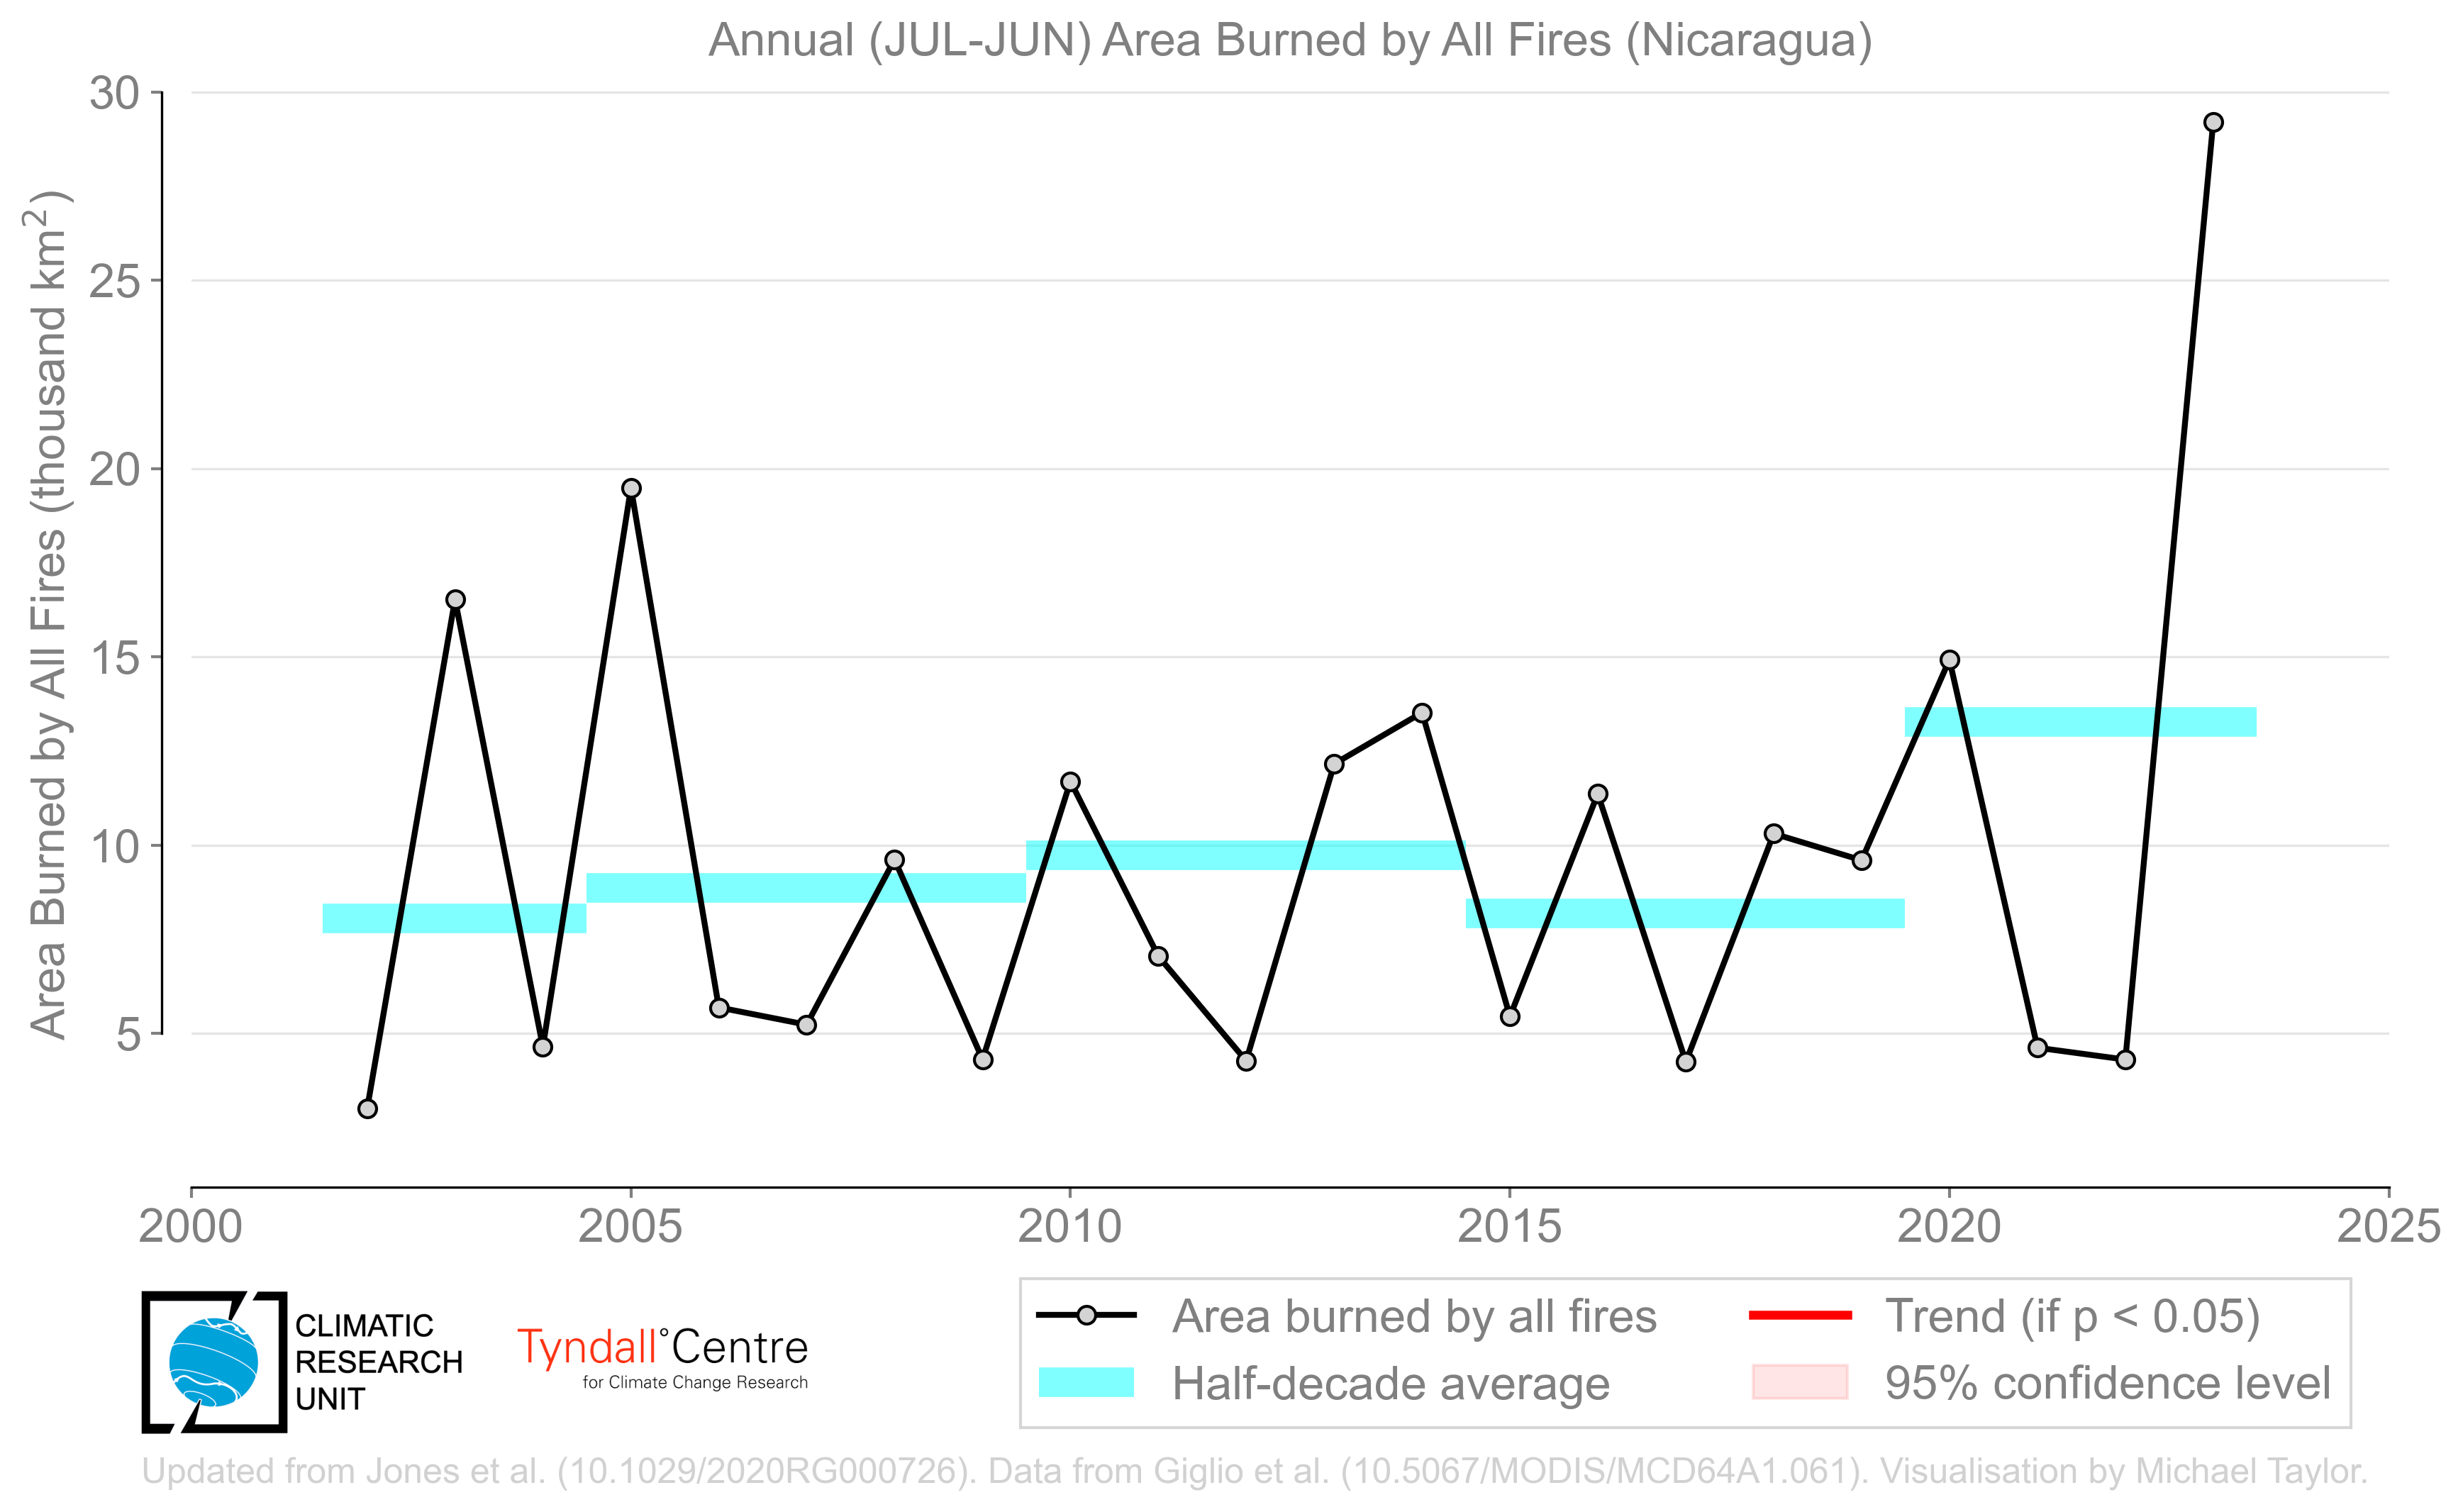 Annual (JUL-JUN) Area Burned by All Fires (Nicaragua)
Area Burned by All Fires (thousand km²)
30
25
20
15
10
5
2000 2005 2010 2015 2020 2025
CLIMATIC
RESEARCH
UNIT
Tyndall°Centre
for Climate Change Research
Area burned by all fires
Half-decade average
Trend (if p < 0.05)
95% confidence level
Updated from Jones et al. (10.1029/2020RG000726). Data from Giglio et al. (10.5067/MODIS/MCD64A1.061). Visualisation by Michael Taylor.